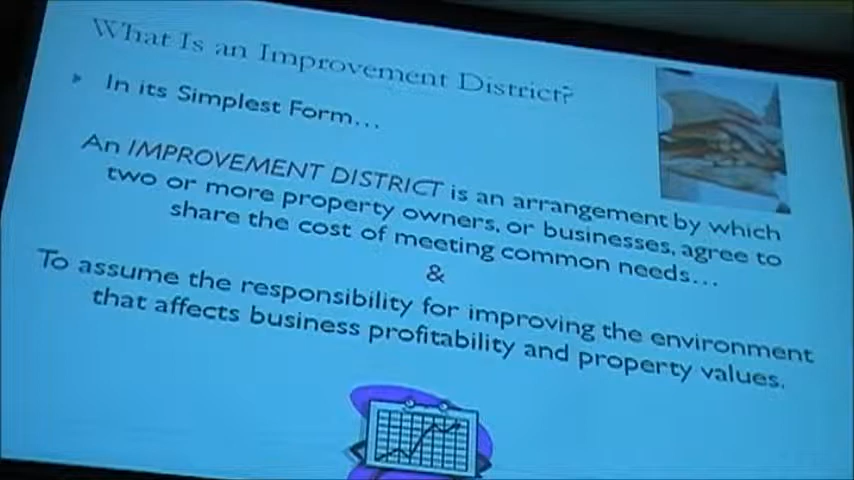 What Is an Improvement District?
In its Simplest Form...
An IMPROVEMENT DISTRICT is an arrangement by which
two or more property owners, or businesses, agree to
share the cost of meeting common needs...
&
To assume the responsibility for improving the environment
that affects business profitability and property values.